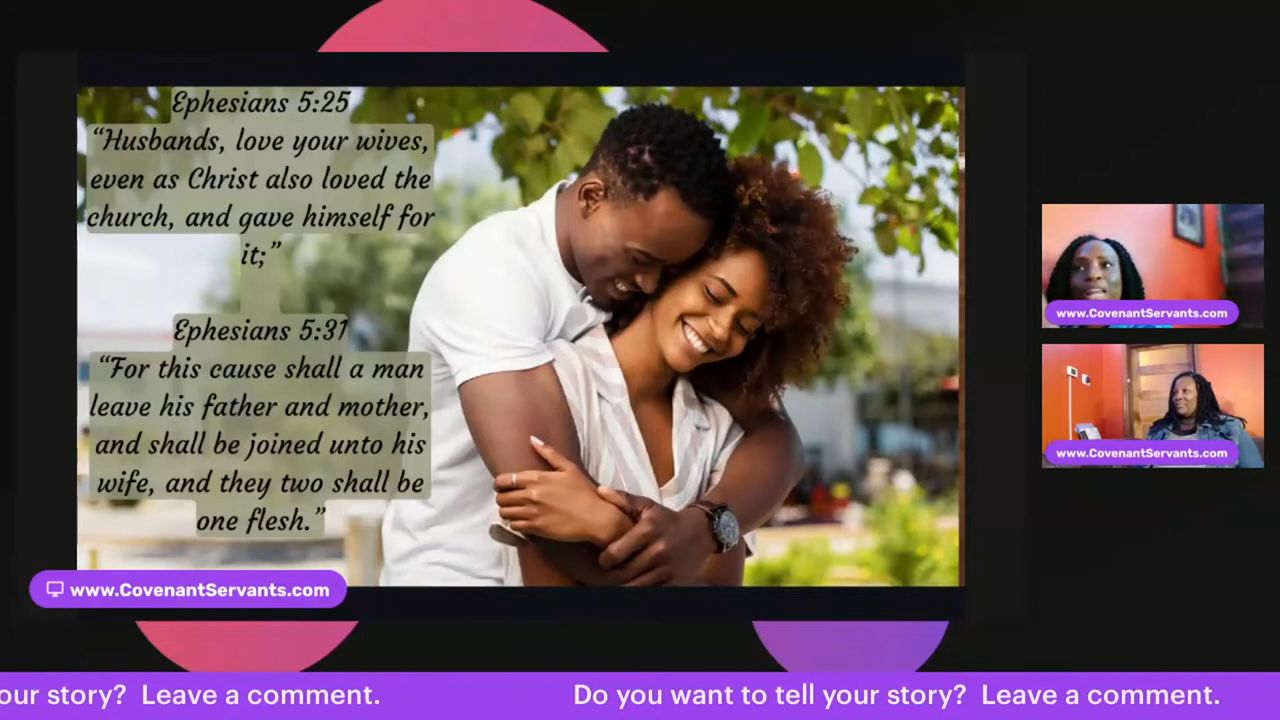 Ephesians 5:25
“Husbands, love your wives,
even as Christ also loved the
church, and gave himself for
it;”
Ephesians 5:31
“For this cause shall a man
leave his father and mother,
and shall be joined unto his
wife, and they two shall be
one flesh.”
www.CovenantServants.com
www.CovenantServants.com
www.CovenantServants.com
our story? Leave a comment.
Do you want to tell your story? Leave a comment.